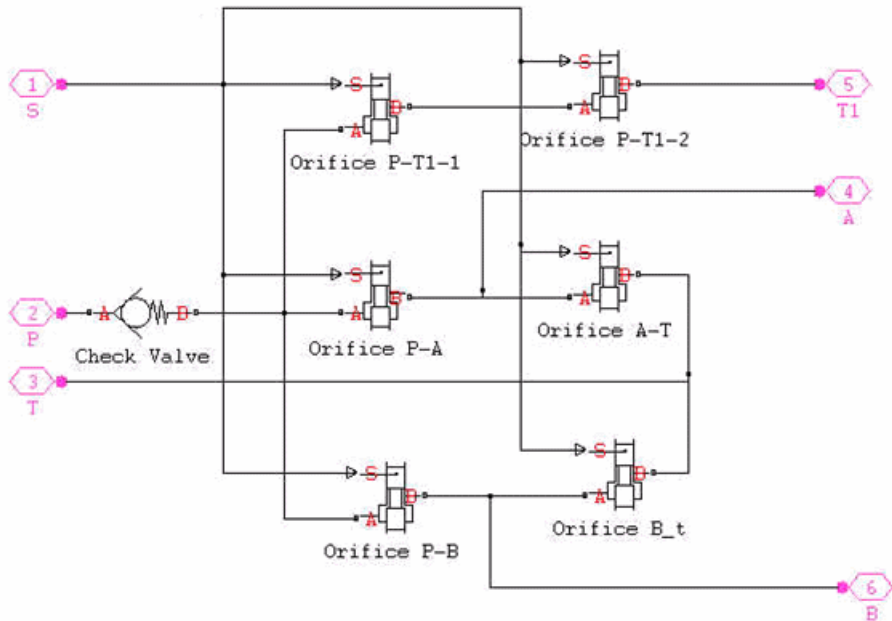 S
B
1
5
S
A
A
T1
Orifice P-T1-1
Orifice P-T1-2
4
A
S
S
B
B
2
A
B
A
A
P
Orifice A-T
Check Valve
Orifice P-A
3
T
S
S
B
B
A
A
Orifice B_t
Orifice P-B
6
B